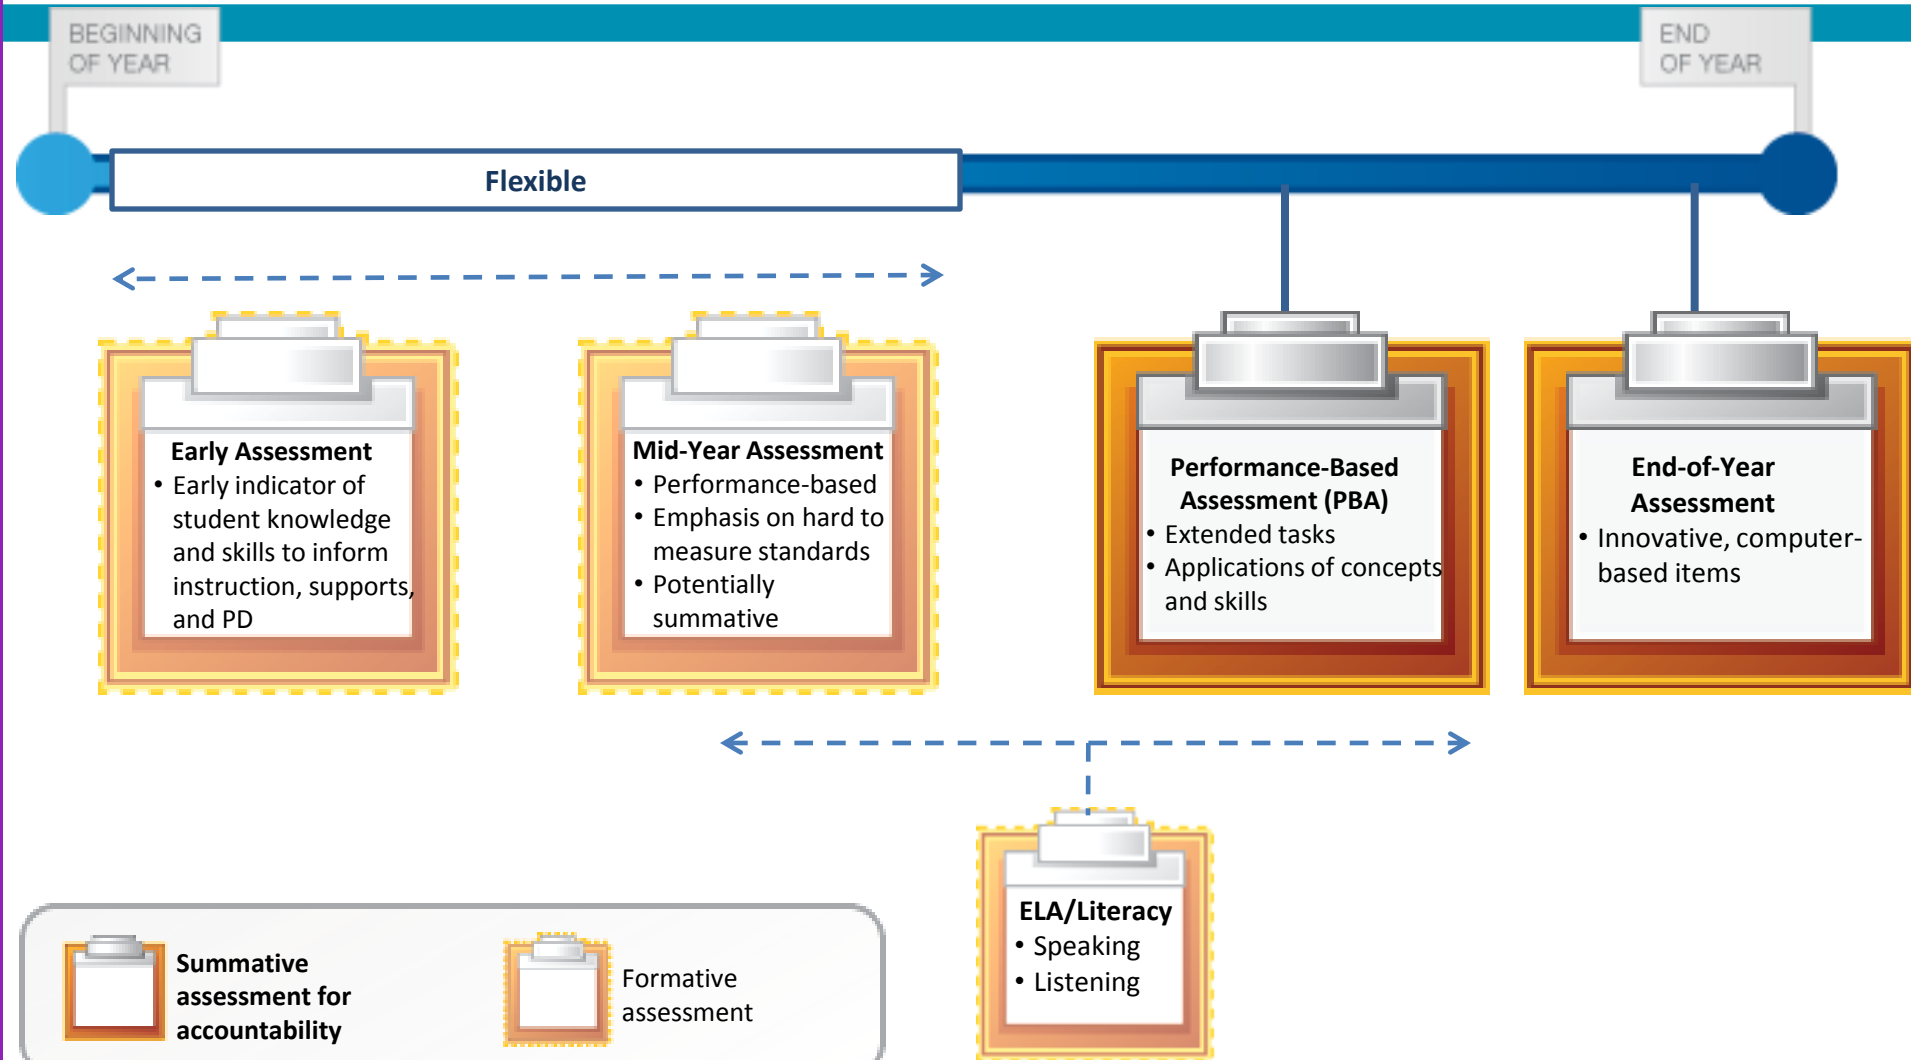 BEGINNING
OF YEAR
END
OF YEAR
Flexible
Early Assessment
• Early indicator of
student knowledge
and skills to inform
instruction, supports,
and PD
Mid-Year Assessment
• Performance-based
• Emphasis on hard to
measure standards
• Potentially
summative
Performance-Based
Assessment (PBA)
• Extended tasks
• Applications of concepts
and skills
End-of-Year
Assessment
• Innovative, computer-
based items
ELA/Literacy
• Speaking
• Listening
Summative
assessment for
accountability
Formative
assessment